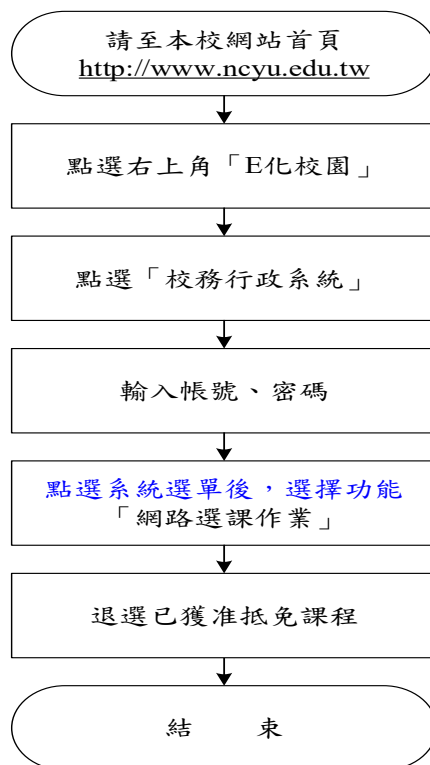 請至本校網站首頁
http://www.ncyu.edu.tw
點選右上角「E化校園」
點選「校務行政系統」
輸入帳號、密碼
點選系統選單後，選擇功能
「網路選課作業」
退選已獲准抵免課程
結　　束